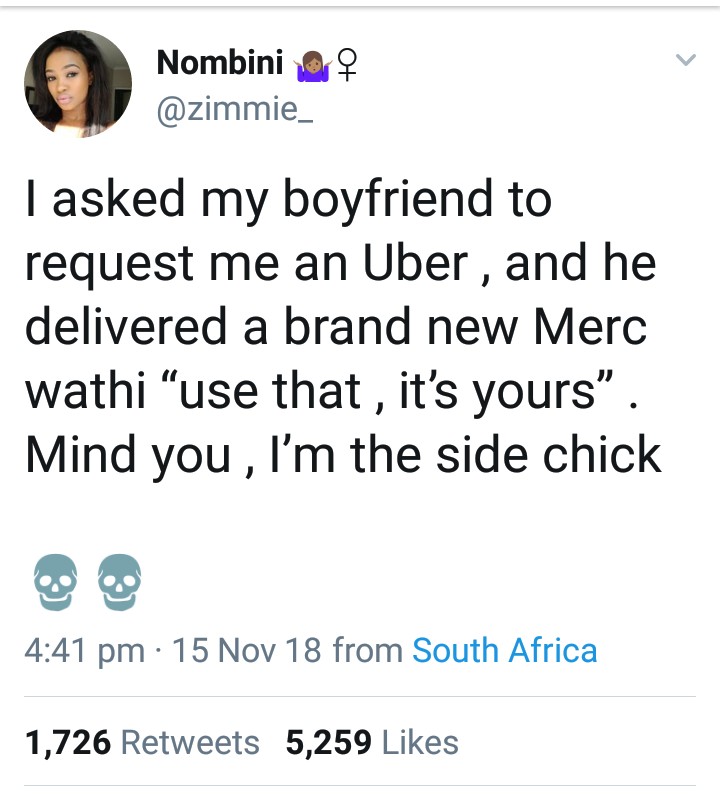 Nombini 🤷🏽♀
@zimmie_
I asked my boyfriend to
request me an Uber , and he
delivered a brand new Merc
wathi “use that , it’s yours” .
Mind you , I’m the side chick
💀 💀
4:41 pm · 15 Nov 18 from South Africa
1,726 Retweets 5,259 Likes